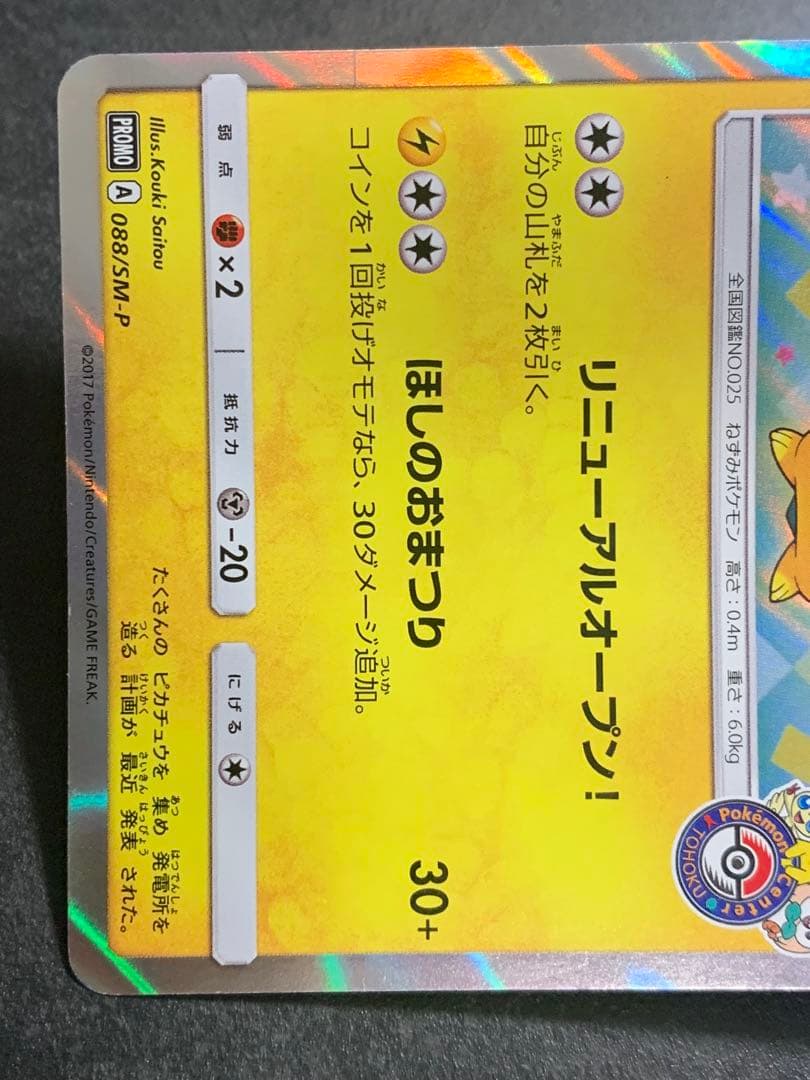 全国図鑑NO.025 ねずみポケモン 高さ:0.4m 重さ:6.0kg
Pokémon Center
TOHOKU
リニューアルオープン!
自分の山札を2枚引く。
ほしのおまつり 30+
コインを1回投げオモテなら、30ダメージ追加。
弱点 ×2 抵抗力 -20 にげる
Illus.Kouki Saitou
たくさんの ピカチュウを 集め 発電所を
造る 計画が 最近 発表 された。
PROMO A 088/SM-P
©2017 Pokémon/Nintendo/Creatures/GAME FREAK.